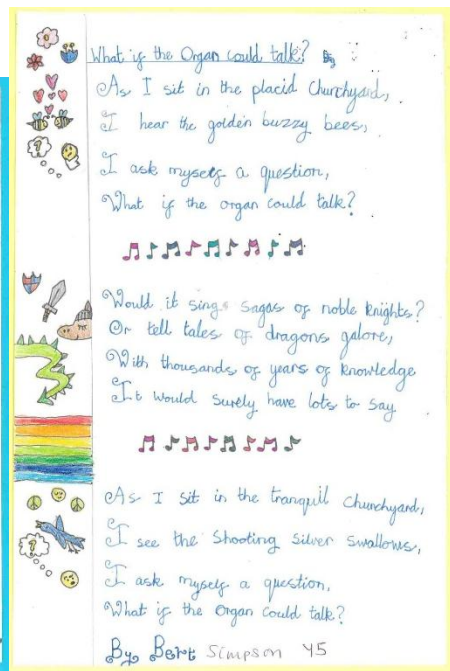 What if the Organ could talk?
As I sit in the placid Churchyard,
I hear the golden buzzy bees,
I ask myself a question,
What if the organ could talk?
Would it sing sagas of noble knights?
Or tell tales of dragons galore,
With thousands of years of knowledge
It would surely have lots to say
As I sit in the tranquil Churchyard,
I see the Shooting Silver Swallows,
I ask myself a question,
What if the Organ Could talk?
By Bert Simpson Y5